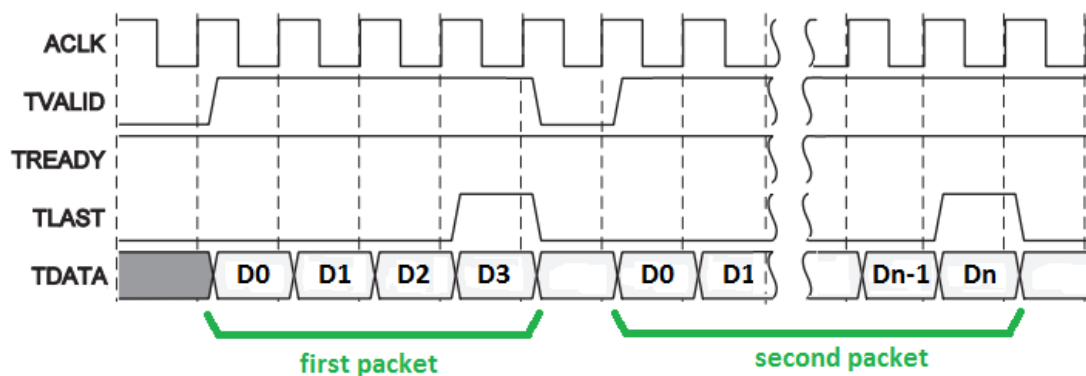 ACLK
TVALID
TREADY
TLAST
TDATA D0 D1 D2 D3 D0 D1 Dn-1 Dn
first packet second packet